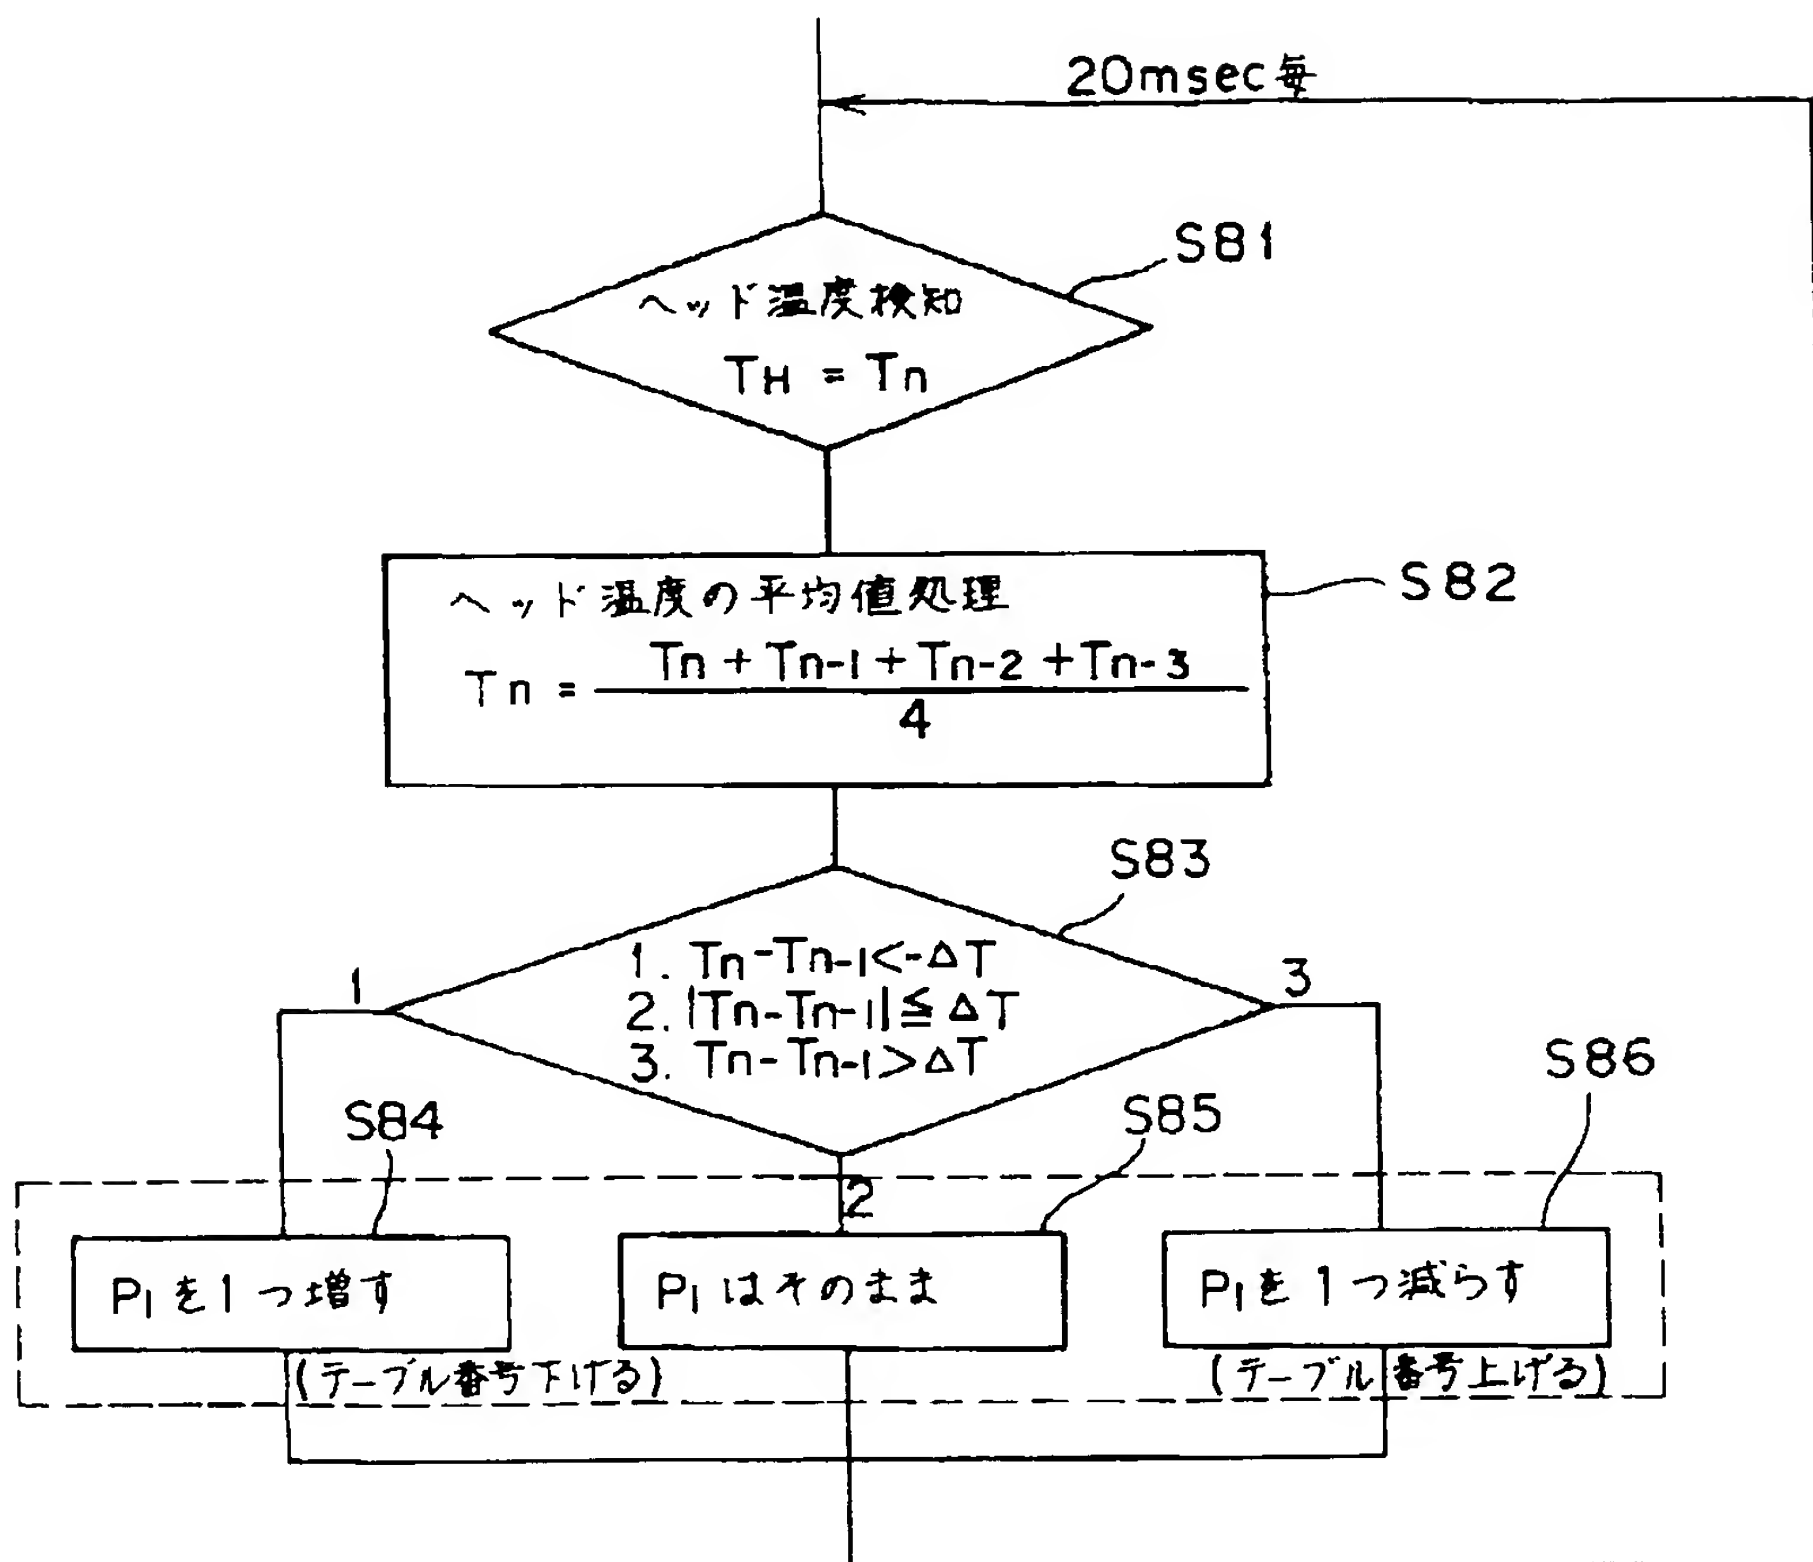 20msec毎
S81
ヘッド温度検知
TH = Tn
S82
ヘッド温度の平均値処理
Tn = (Tn + Tn-1 + Tn-2 + Tn-3) / 4
S83
1. Tn-Tn-1<-ΔT
2. |Tn-Tn-1|≦ΔT
3. Tn-Tn-1>ΔT
1
3
2
S84
S85
S86
P1を1つ増す
P1はそのまま
P1を1つ減らす
(テーブル番号下げる)
(テーブル番号上げる)